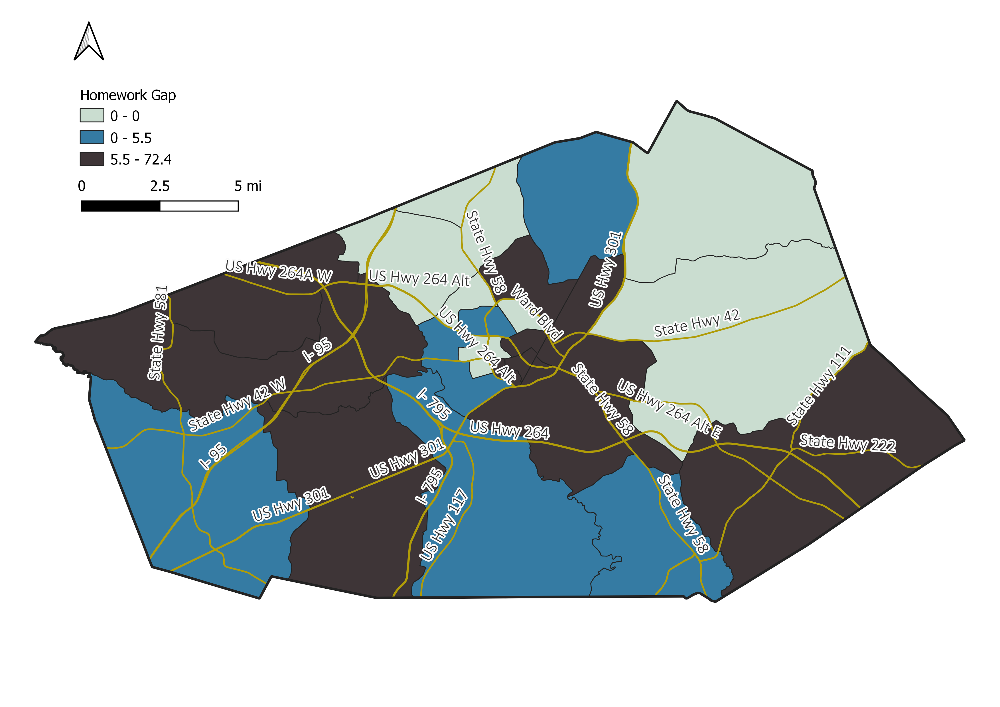 Homework Gap
0 - 0
0 - 5.5
5.5 - 72.4
0 2.5 5 mi
State Hwy 58
US Hwy 301
US Hwy 264A W
US Hwy 264 Alt
State Hwy 581
Ward Blvd
US Hwy 264 Alt
State Hwy 42
I- 95
State Hwy 111
State Hwy 42 W
State Hwy 58
US Hwy 264 Alt E
I- 795
US Hwy 264
State Hwy 222
I- 95
US Hwy 301
I- 795
US Hwy 301
US Hwy 117
State Hwy 58